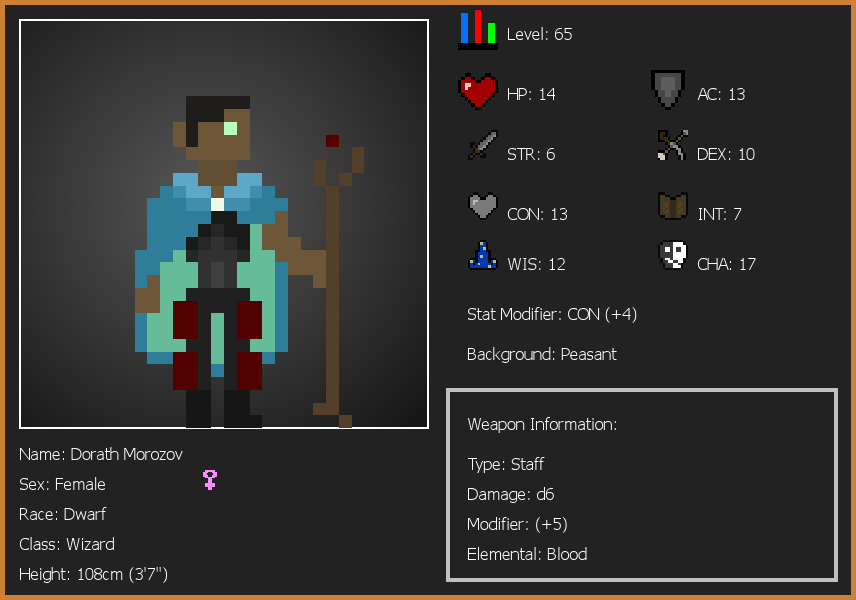 Level: 65
HP: 14
AC: 13
STR: 6
DEX: 10
CON: 13
INT: 7
WIS: 12
CHA: 17
Stat Modifier: CON (+4)
Background: Peasant
Weapon Information:
Type: Staff
Damage: d6
Modifier: (+5)
Elemental: Blood
Name: Dorath Morozov
Sex: Female
Race: Dwarf
Class: Wizard
Height: 108cm (3'7")